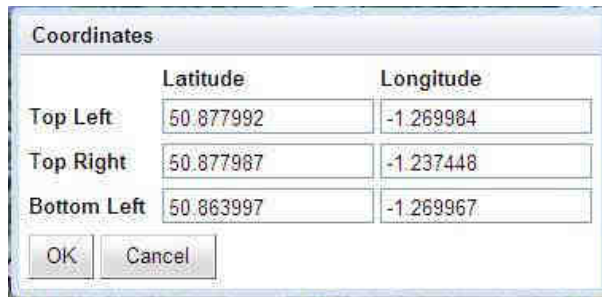 Coordinates
Latitude Longitude
Top Left 50.877992 -1.269984
Top Right 50.877987 -1.237448
Bottom Left 50.863997 -1.269967
OK Cancel